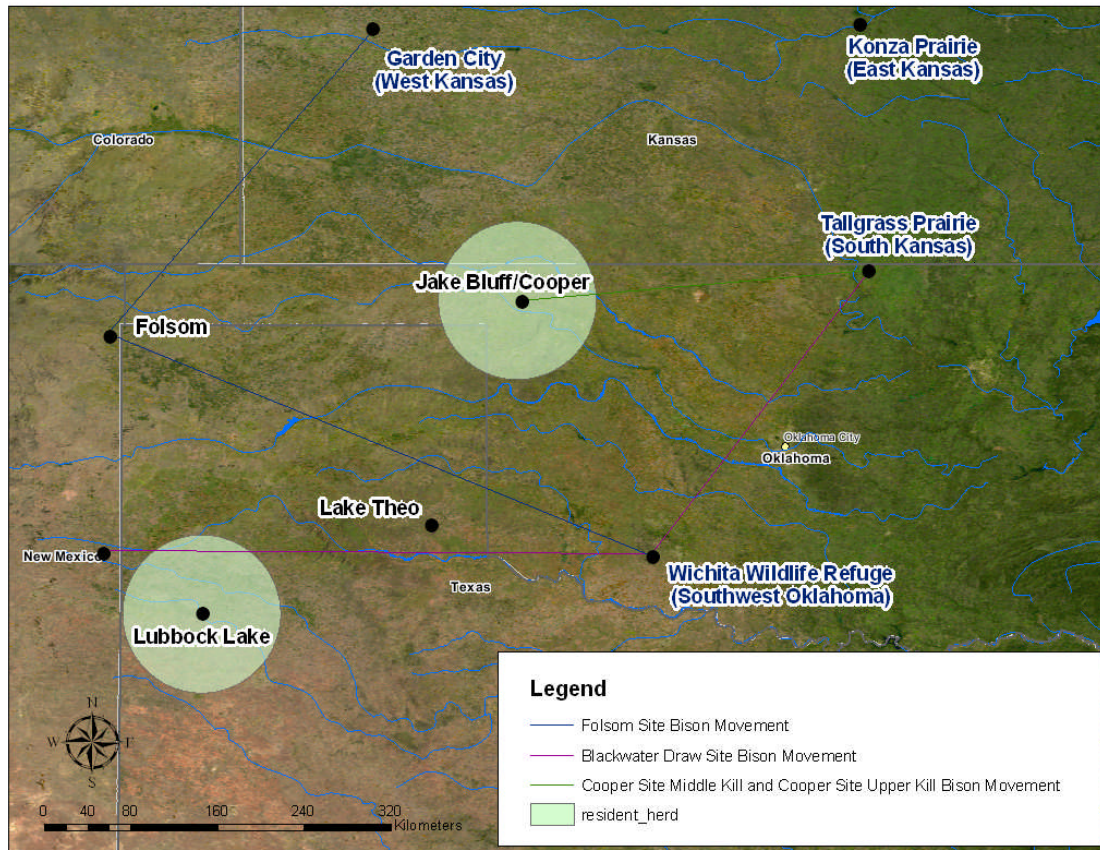 Garden City
(West Kansas)
Konza Prairie
(East Kansas)
Colorado
Kansas
Tallgrass Prairie
(South Kansas)
Jake Bluff/Cooper
Folsom
Oklahoma City
Oklahoma
Lake Theo
New Mexico
Texas
Wichita Wildlife Refuge
(Southwest Oklahoma)
Lubbock Lake
Legend
Folsom Site Bison Movement
Blackwater Draw Site Bison Movement
Cooper Site Middle Kill and Cooper Site Upper Kill Bison Movement
resident_herd
N
W
E
S
0 40 80 160 240 320
Kilometers